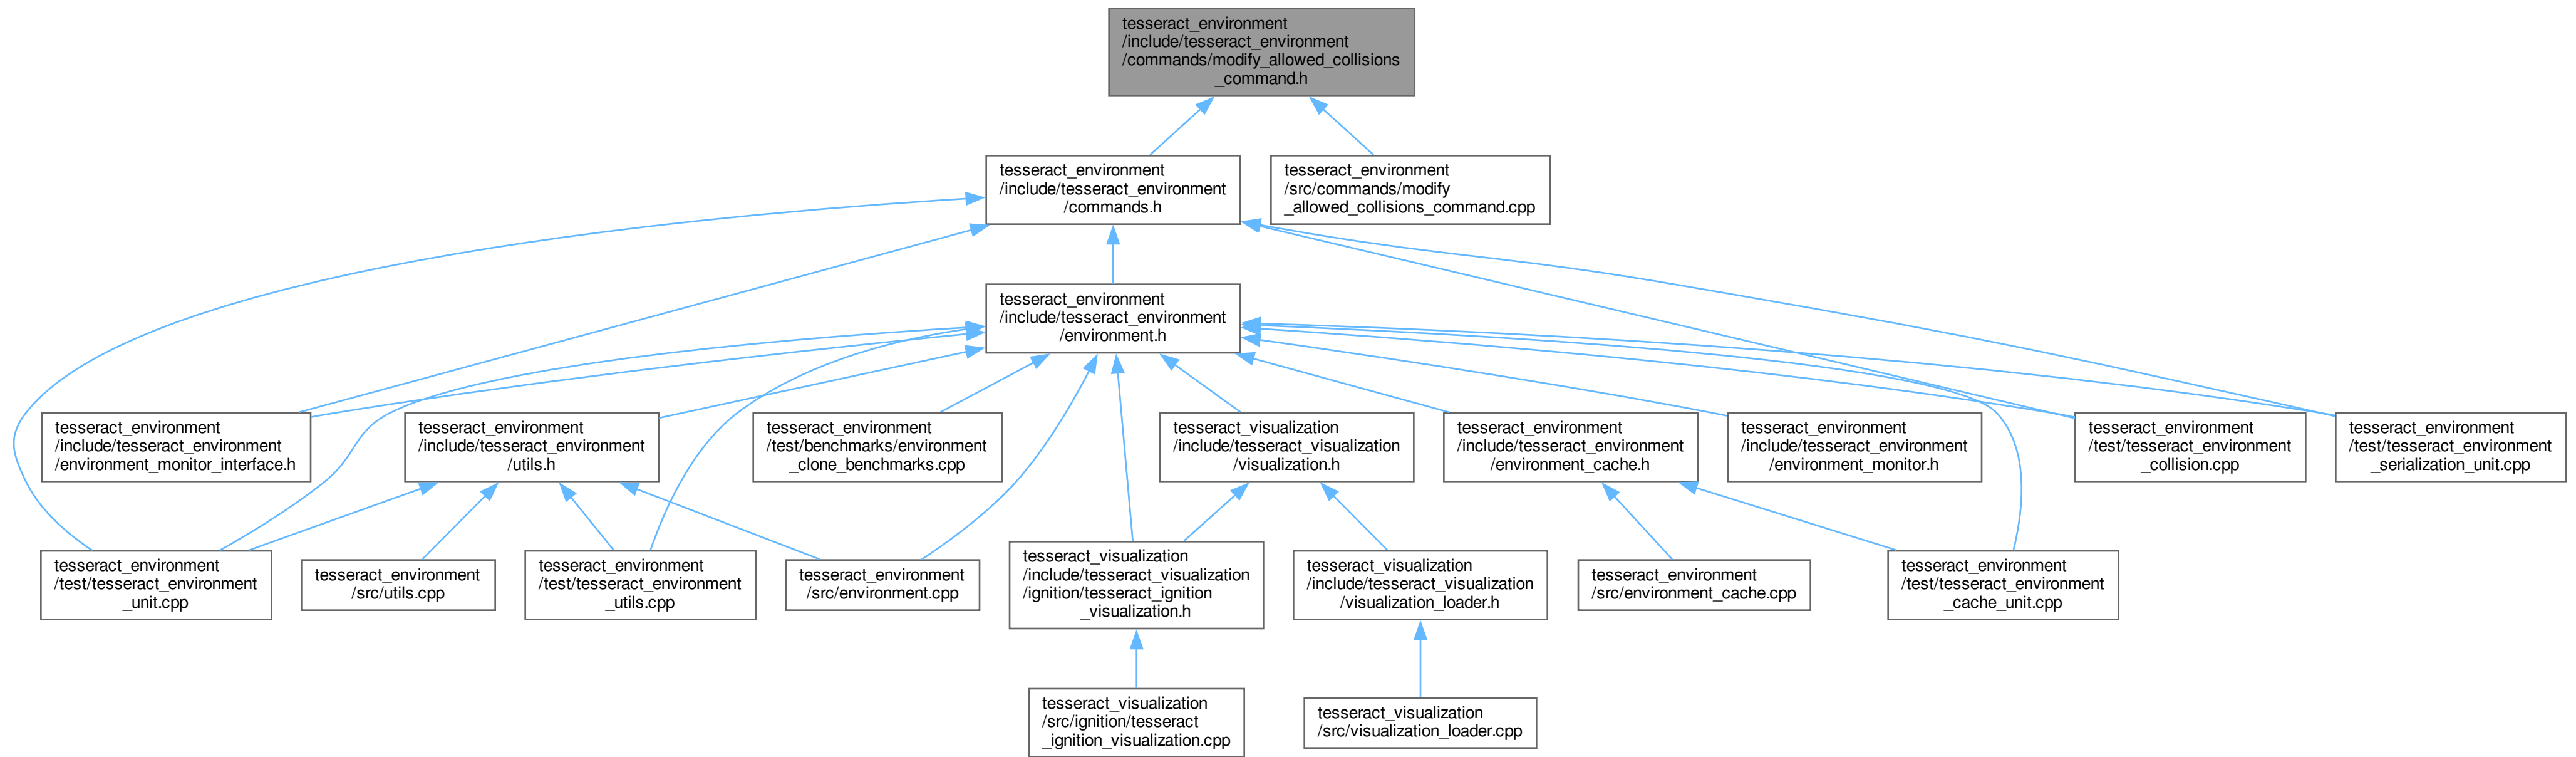 tesseract_environment
/include/tesseract_environment
/commands/modify_allowed_collisions
_command.h
tesseract_environment
/include/tesseract_environment
/commands.h
tesseract_environment
/src/commands/modify
_allowed_collisions_command.cpp
tesseract_environment
/include/tesseract_environment
/environment.h
tesseract_environment
/include/tesseract_environment
/environment_monitor_interface.h
tesseract_environment
/include/tesseract_environment
/utils.h
tesseract_environment
/test/benchmarks/environment
_clone_benchmarks.cpp
tesseract_visualization
/include/tesseract_visualization
/visualization.h
tesseract_environment
/include/tesseract_environment
/environment_cache.h
tesseract_environment
/include/tesseract_environment
/environment_monitor.h
tesseract_environment
/test/tesseract_environment
_collision.cpp
tesseract_environment
/test/tesseract_environment
_serialization_unit.cpp
tesseract_environment
/test/tesseract_environment
_unit.cpp
tesseract_environment
/src/utils.cpp
tesseract_environment
/test/tesseract_environment
_utils.cpp
tesseract_environment
/src/environment.cpp
tesseract_visualization
/include/tesseract_visualization
/ignition/tesseract_ignition
_visualization.h
tesseract_visualization
/include/tesseract_visualization
/visualization_loader.h
tesseract_environment
/src/environment_cache.cpp
tesseract_environment
/test/tesseract_environment
_cache_unit.cpp
tesseract_visualization
/src/ignition/tesseract
_ignition_visualization.cpp
tesseract_visualization
/src/visualization_loader.cpp